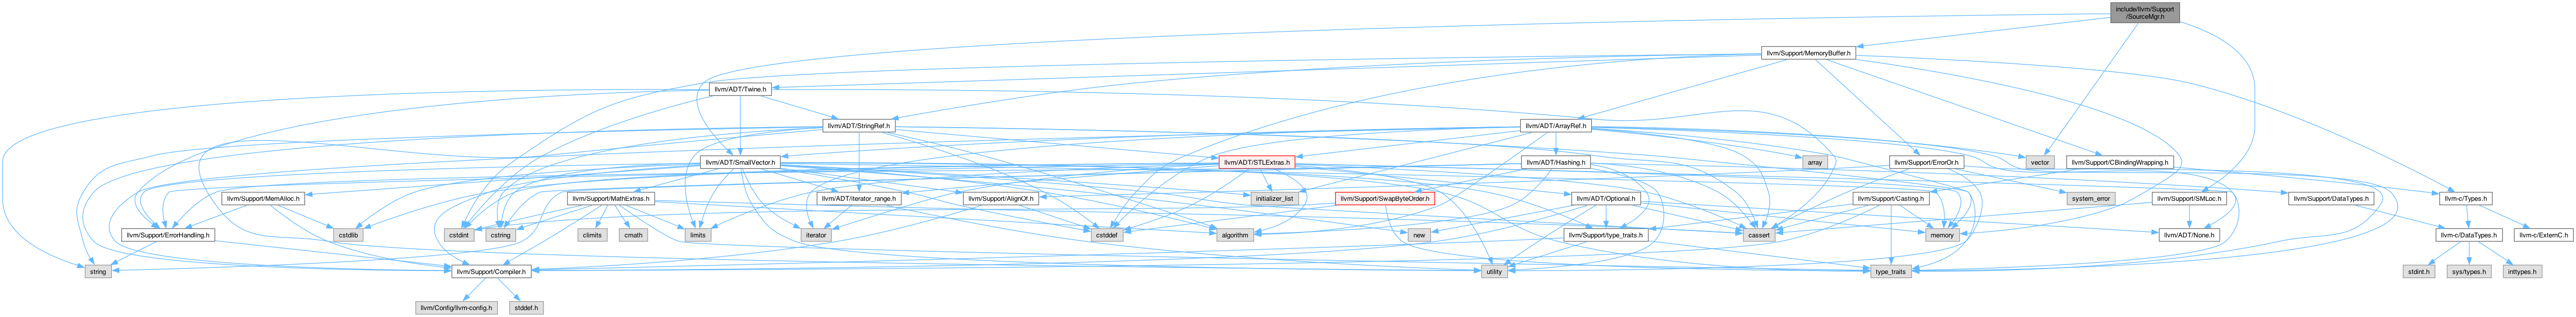 include/llvm/Support
/SourceMgr.h
llvm/Support/MemoryBuffer.h
llvm/ADT/Twine.h
llvm/ADT/StringRef.h
llvm/ADT/ArrayRef.h
llvm/ADT/SmallVector.h
llvm/ADT/STLExtras.h
llvm/ADT/Hashing.h
array
llvm/Support/ErrorOr.h
vector
llvm/Support/CBindingWrapping.h
llvm/Support/MemAlloc.h
cstdlib
llvm/Support/MathExtras.h
llvm/ADT/iterator_range.h
llvm/Support/AlignOf.h
initializer_list
llvm/Support/SwapByteOrder.h
llvm/ADT/Optional.h
llvm/Support/Casting.h
system_error
llvm/Support/SMLoc.h
llvm/Support/DataTypes.h
llvm-c/Types.h
llvm/Support/ErrorHandling.h
cstdlib
cstdint
cstring
climits
cmath
limits
iterator
cstddef
algorithm
new
llvm/Support/type_traits.h
cassert
memory
llvm/ADT/None.h
llvm-c/DataTypes.h
llvm-c/ExternC.h
string
llvm/Support/Compiler.h
utility
type_traits
stdint.h
sys/types.h
inttypes.h
llvm/Config/llvm-config.h
stddef.h